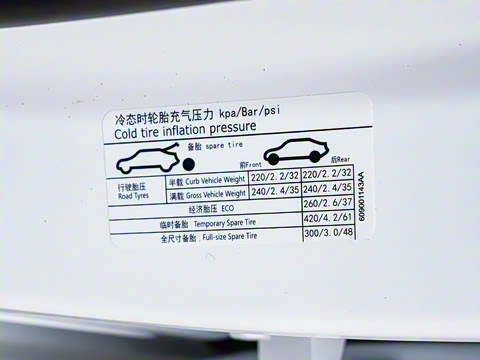 冷态时轮胎充气压力 kpa/Bar/psi
Cold tire inflation pressure
备胎 spare tire
前Front 后Rear
行驶胎压 Road Tyres
半载 Curb Vehicle Weight 220/2.2/32 220/2.2/32
满载 Gross Vehicle Weight 240/2.4/35 240/2.4/35
经济胎压 ECO 260/2.6/37
临时备胎 . Temporary Spare Tire 420/4.2/61
全尺寸备胎 . Full-size Spare Tire 300/3.0/48
609001143AA